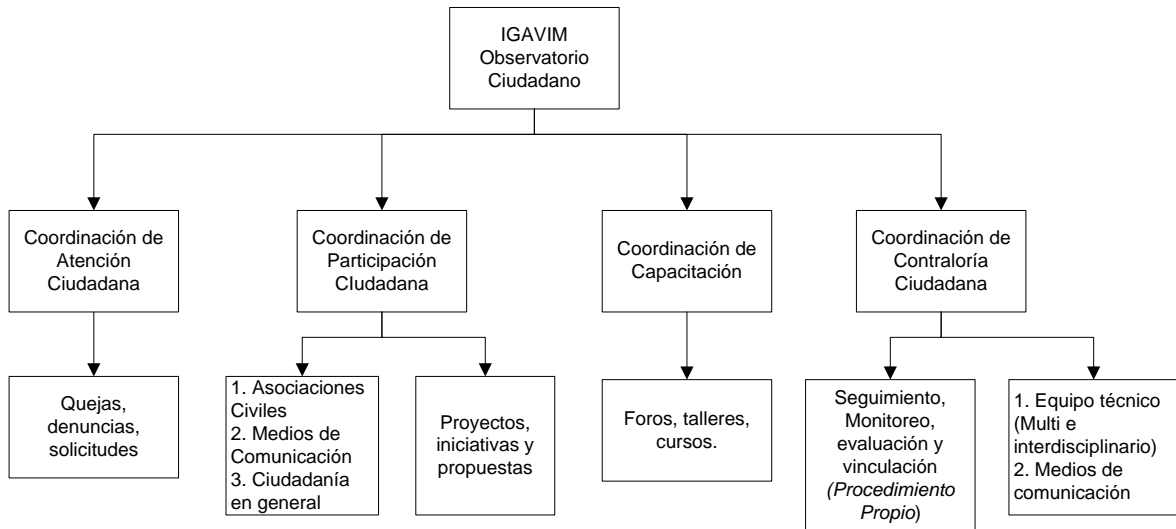 IGAVIM
Observatorio
Ciudadano
Coordinación de
Atención
Ciudadana
Coordinación de
Participación
CIudadana
Coordinación de
Capacitación
Coordinación de
Contraloría
Ciudadana
Quejas,
denuncias,
solicitudes
1. Asociaciones
Civiles
2. Medios de
Comunicación
3. Ciudadanía
en general
Proyectos,
iniciativas y
propuestas
Foros, talleres,
cursos.
Seguimiento,
Monitoreo,
evaluación y
vinculación
(Procedimiento
Propio)
1. Equipo técnico
(Multi e
interdisciplinario)
2. Medios de
comunicación